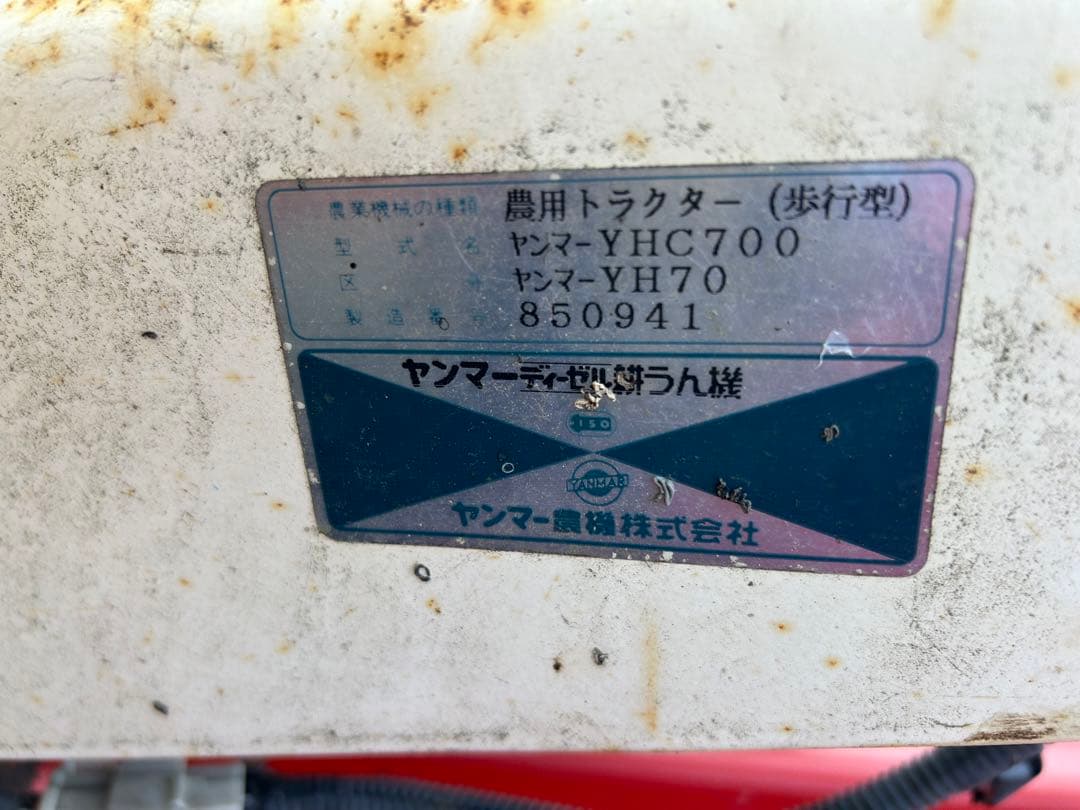 農業機械の種類 農用トラクター (歩行型)
型式名 ヤンマーYHC700
区分 ヤンマーYH70
製造番号 850941
ヤンマーディーゼル耕うん機
ISO
YANMAR
ヤンマー農機株式会社